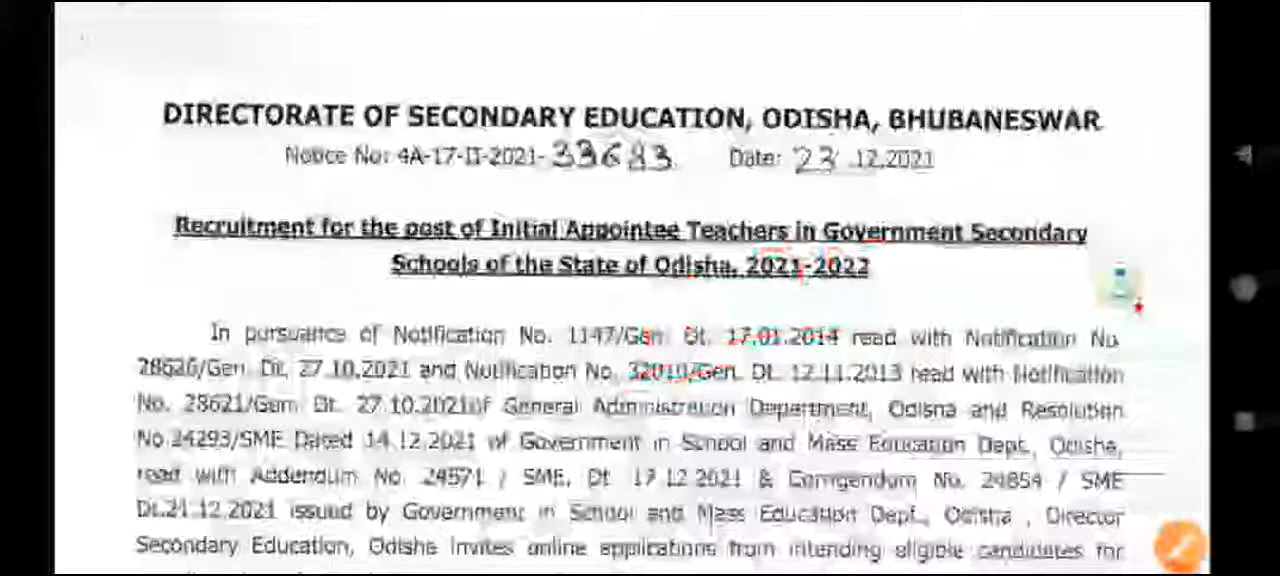 DIRECTORATE OF SECONDARY EDUCATION, ODISHA, BHUBANESWAR
Notice No: 4A-17-II-2021-33683 Date: 23 .12.2021
Recruitment for the post of Initial Appointee Teachers in Government Secondary
Schools of the State of Odisha, 2021-2022
In pursuance of Notification No. 1147/Gen. Dt. 17.01.2014 read with Notification No.
28626/Gen. Dt. 27.10.2021 and Notification No. 32010/Gen. Dt. 12.11.2013 read with Notification
No. 28621/Gen. Dt. 27.10.2021of General Administration Department, Odisha and Resolution
No.24293/SME Dated 14.12.2021 of Government in School and Mass Education Dept., Odisha,
read with Addendum No. 24571 / SME, Dt. 17.12.2021 & Corrigendum No. 24854 / SME
Dt.21.12.2021 issued by Government in School and Mass Education Dept., Odisha , Director
Secondary Education, Odisha invites online applications from intending eligible candidates for